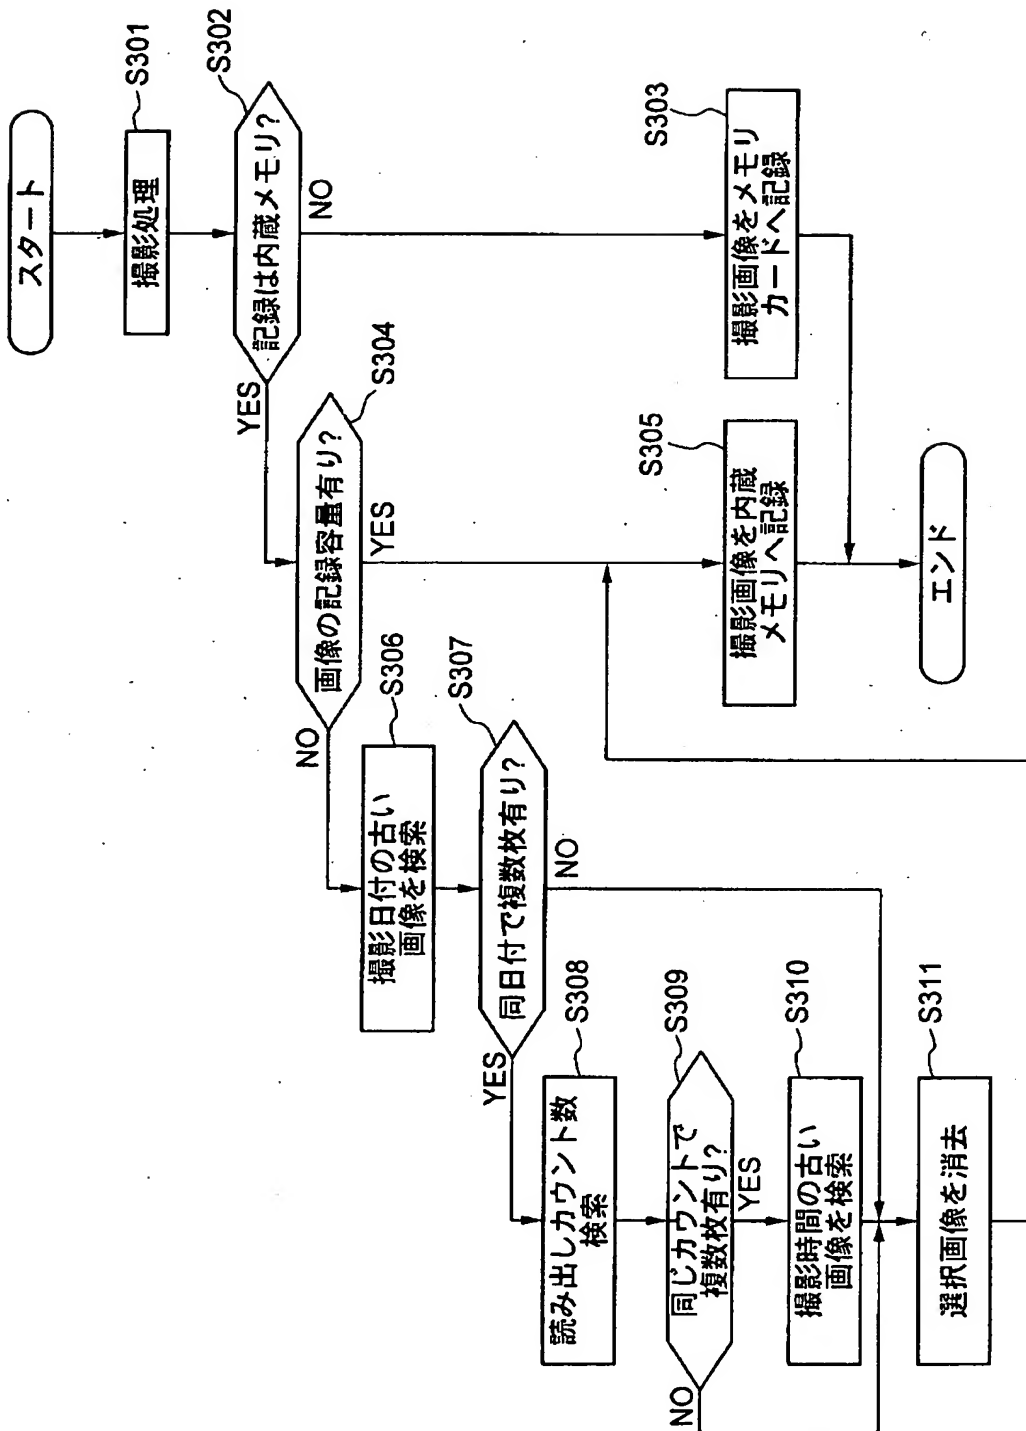 スタート
S301
撮影処理
S302
記録は内蔵メモリ?
YES
NO
S303
撮影画像をメモリ
カードへ記録
S304
画像の記録容量有り?
NO
YES
S305
撮影画像を内蔵
メモリへ記録
S306
撮影日付の古い
画像を検索
S307
同日付で複数枚有り?
YES
NO
S308
読み出しカウント数
検索
S309
同じカウントで
複数枚有り?
NO
YES
S310
撮影時間の古い
画像を検索
S311
選択画像を消去
エンド